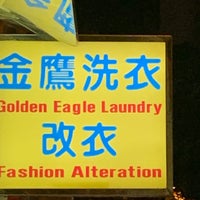 金鷹洗衣
Golden Eagle Laundry
改衣
Fashion Alteration